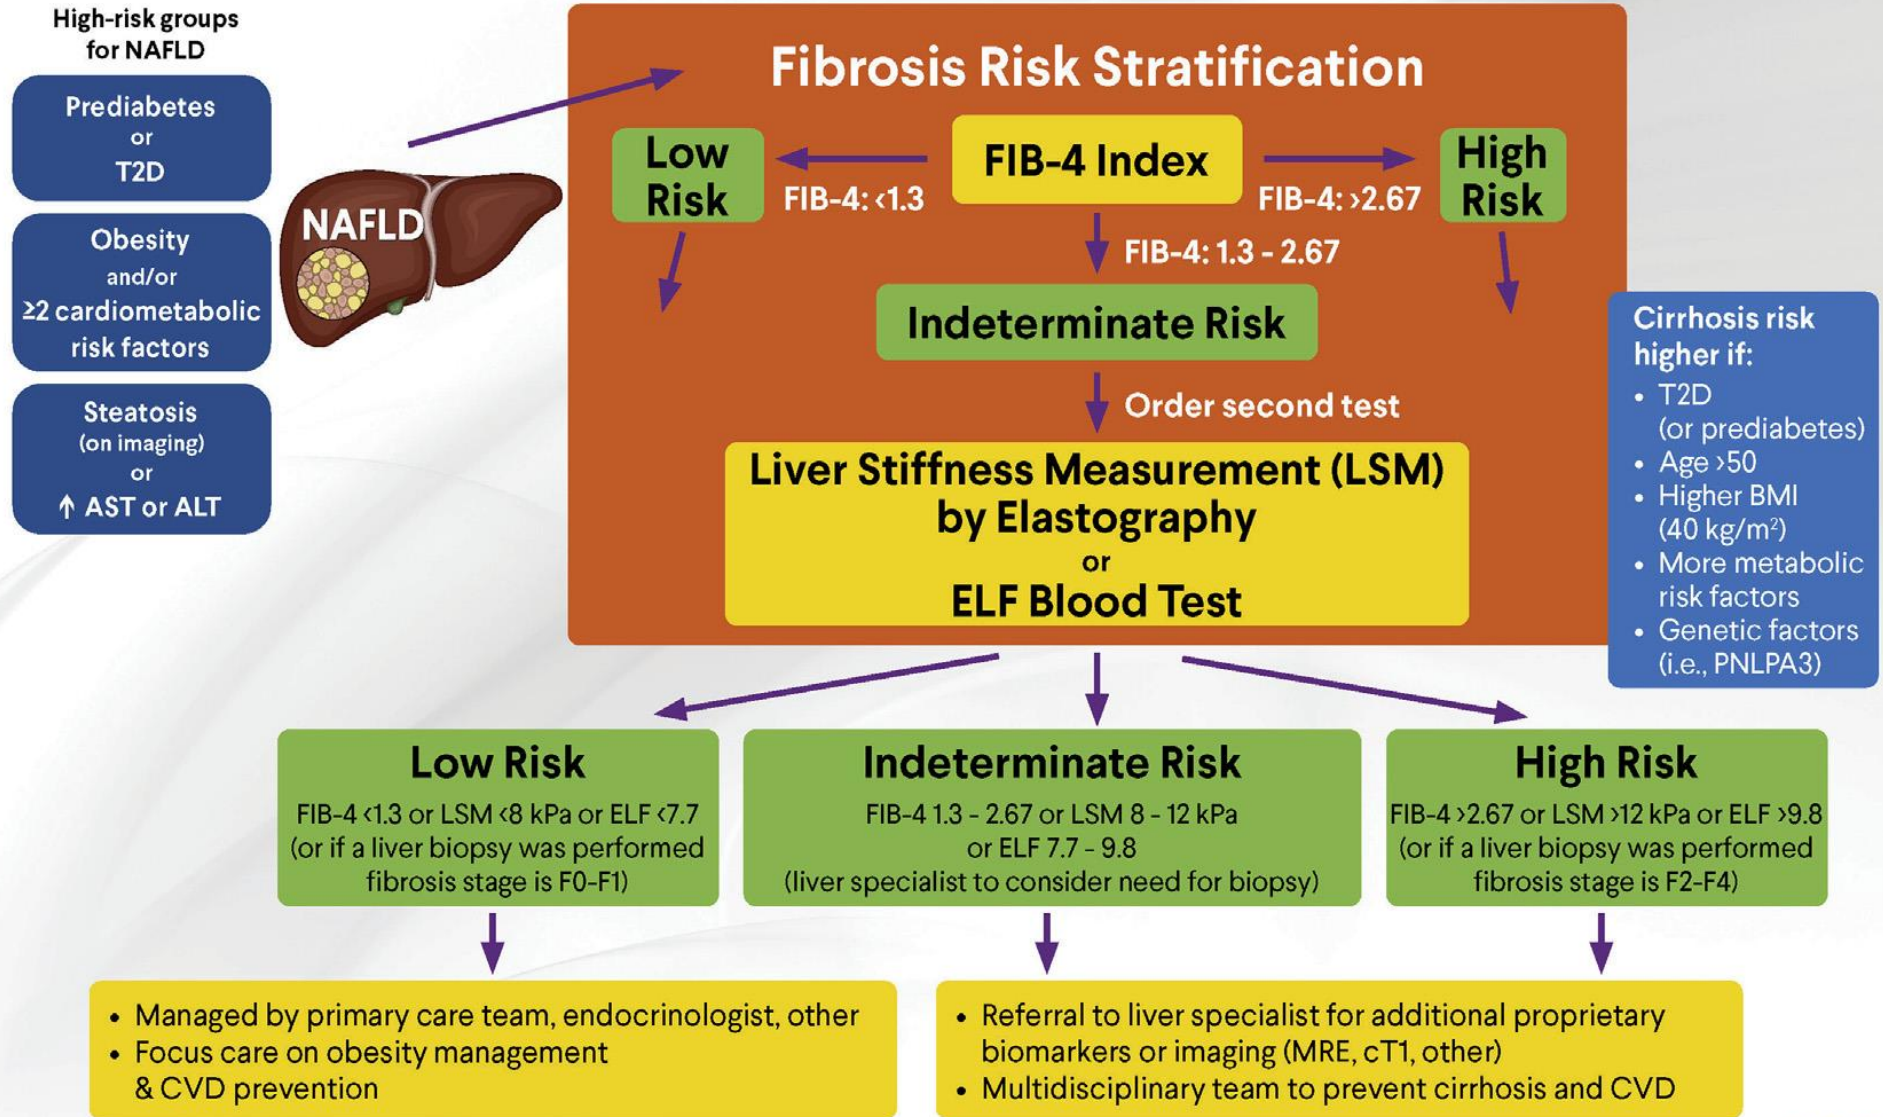 High-risk groups
for NAFLD
Prediabetes
or
T2D
Obesity
and/or
≥2 cardiometabolic
risk factors
Steatosis
(on imaging)
or
↑ AST or ALT
NAFLD
Fibrosis Risk Stratification
Low
Risk
FIB-4: <1.3
FIB-4 Index
FIB-4: >2.67
High
Risk
FIB-4: 1.3 - 2.67
Indeterminate Risk
Order second test
Liver Stiffness Measurement (LSM)
by Elastography
or
ELF Blood Test
Cirrhosis risk
higher if:
• T2D
(or prediabetes)
• Age >50
• Higher BMI
(40 kg/m²)
• More metabolic
risk factors
• Genetic factors
(i.e., PNLPA3)
Low Risk
FIB-4 <1.3 or LSM <8 kPa or ELF <7.7
(or if a liver biopsy was performed
fibrosis stage is F0-F1)
Indeterminate Risk
FIB-4 1.3 - 2.67 or LSM 8 - 12 kPa
or ELF 7.7 - 9.8
(liver specialist to consider need for biopsy)
High Risk
FIB-4 >2.67 or LSM >12 kPa or ELF >9.8
(or if a liver biopsy was performed
fibrosis stage is F2-F4)
• Managed by primary care team, endocrinologist, other
• Focus care on obesity management
& CVD prevention
• Referral to liver specialist for additional proprietary
biomarkers or imaging (MRE, cT1, other)
• Multidisciplinary team to prevent cirrhosis and CVD